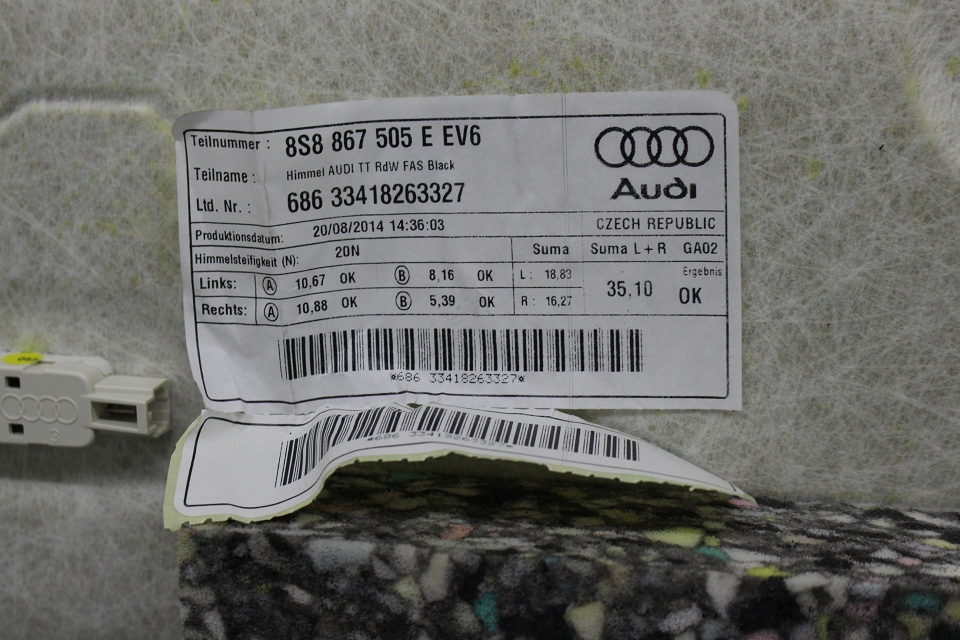 Teilnummer : 8S8 867 505 E EV6
Teilname : Himmel AUDI TT RdW FAS Black
Ltd. Nr. : 686 33418263327
Audi
Produktionsdatum: 20/08/2014 14:36:03 CZECH REPUBLIC
Himmelsteifigkeit (N): 20N Suma Suma L+R GA02
Links: A 10,67 OK B 8,16 OK L: 18,83 35,10 Ergebnis
Rechts: A 10,88 OK B 5,39 OK R: 16,27 OK
*686 33418263327*
*686 33418263327*